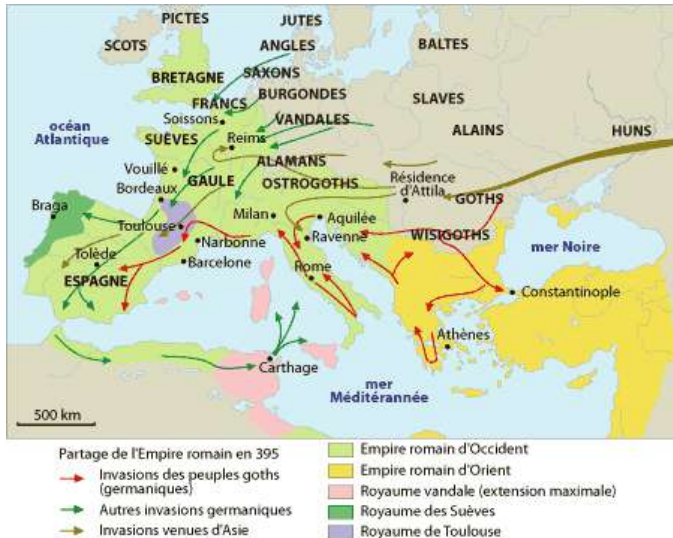 PICTES
JUTES
SCOTS
ANGLES
BALTES
BRETAGNE
SAXONS
FRANCS
BURGONDES
SLAVES
océan
Atlantique
Soissons
VANDALES
SUÈVES
Reims
ALAINS
HUNS
Vouillé
ALAMANS
Résidence
d'Attila
Bordeaux
GAULE
OSTROGOTHS
GOTHS
Braga
Milan
Aquilée
Toulouse
Ravenne
WISIGOTHS
mer Noire
Tolède
Narbonne
ESPAGNE
Barcelone
Rome
Constantinople
Athènes
Carthage
mer
Méditérrannée
500 km
Partage de l'Empire romain en 395
Invasions des peuples goths
(germaniques)
Autres invasions germaniques
Invasions venues d'Asie
Empire romain d'Occident
Empire romain d'Orient
Royaume vandale (extension maximale)
Royaume des Suèves
Royaume de Toulouse